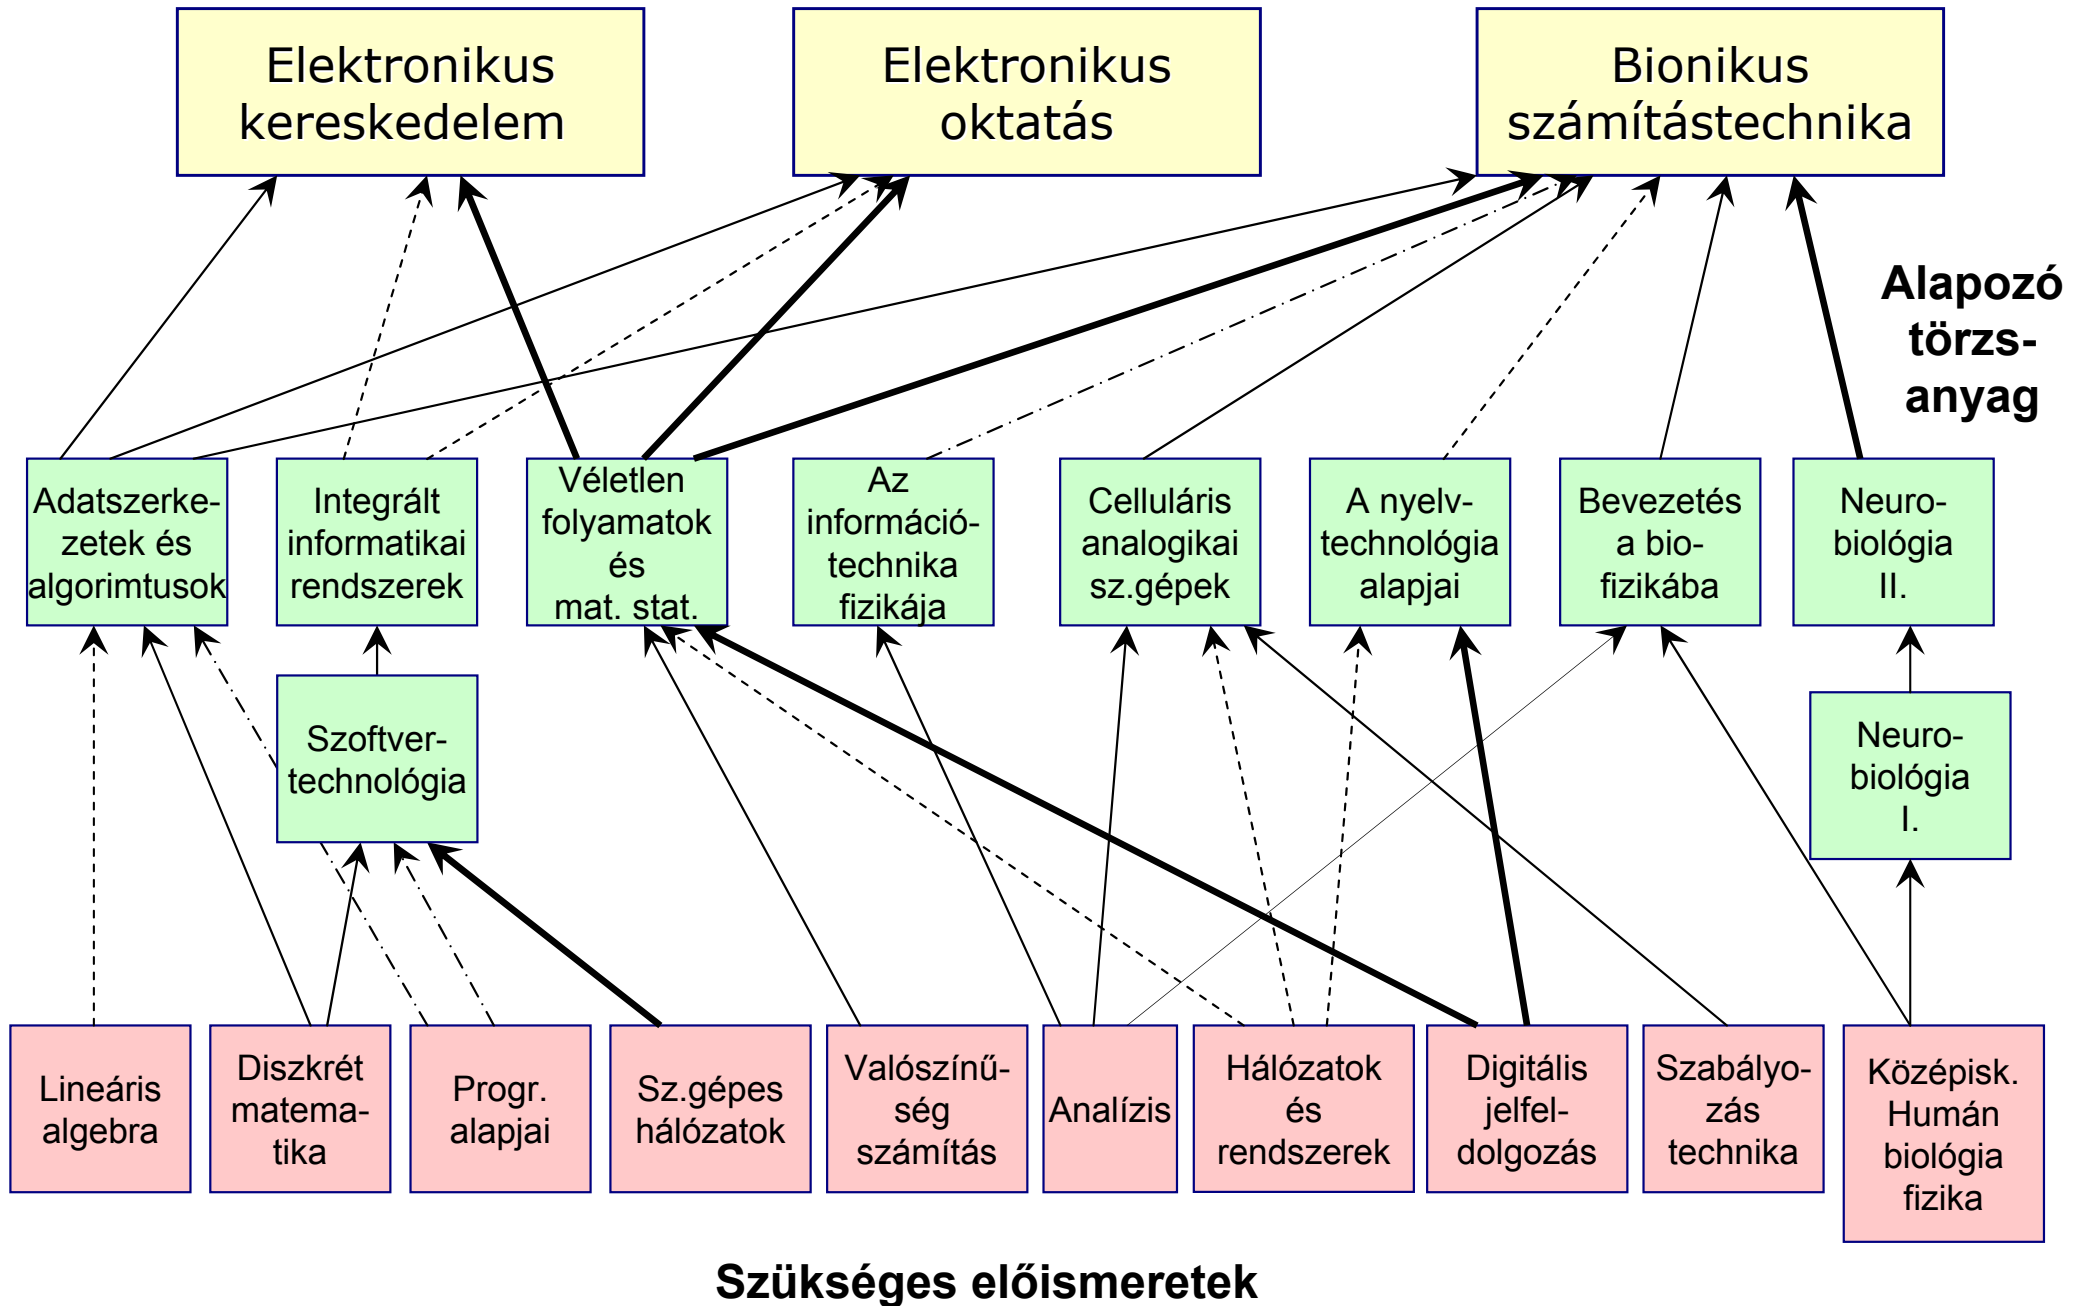 Elektronikus
kereskedelem
Elektronikus
oktatás
Bionikus
számítástechnika
Alapozó
törzs-
anyag
Adatszerke-
zetek és
algorimtusok
Integrált
informatikai
rendszerek
Véletlen
folyamatok
és
mat. stat.
Az
információ-
technika
fizikája
Celluláris
analogikai
sz.gépek
A nyelv-
technológia
alapjai
Bevezetés
a bio-
fizikába
Neuro-
biológia
II.
Szoftver-
technológia
Neuro-
biológia
I.
Lineáris
algebra
Diszkrét
matema-
tika
Progr.
alapjai
Sz.gépes
hálózatok
Valószínű-
ség
számítás
Analízis
Hálózatok
és
rendszerek
Digitális
jelfel-
dolgozás
Szabályo-
zás
technika
Középisk.
Humán
biológia
fizika
Szükséges előismeretek